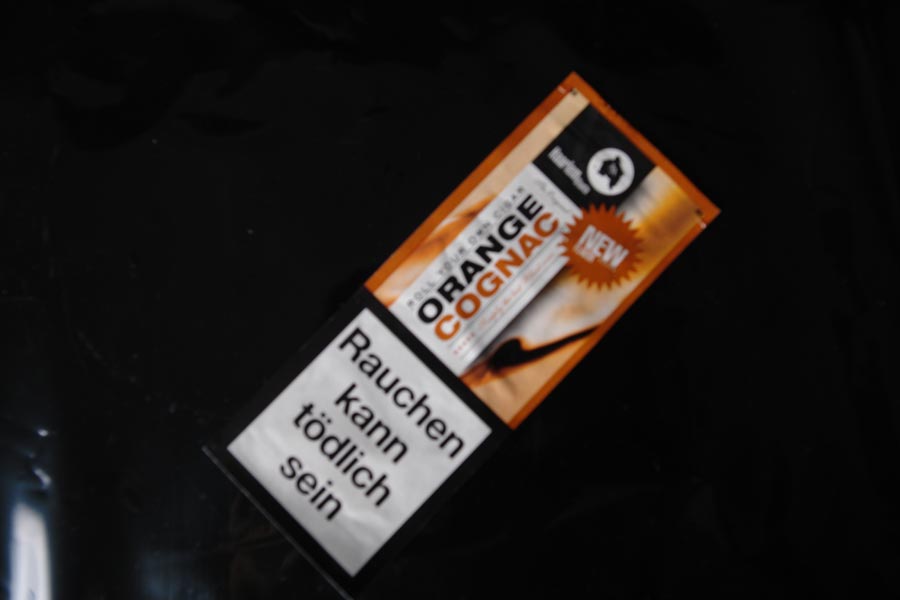 NEW
ROLL YOUR OWN CIGAR
ORANGE
COGNAC
Rauchen
kann
tödlich
sein